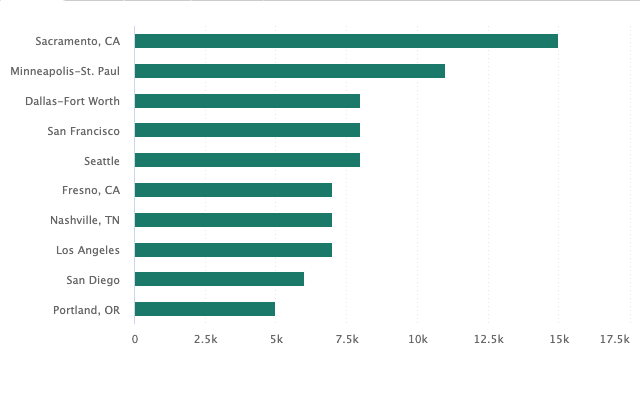 Sacramento, CA
Minneapolis-St. Paul
Dallas-Fort Worth
San Francisco
Seattle
Fresno, CA
Nashville, TN
Los Angeles
San Diego
Portland, OR
0 2.5k 5k 7.5k 10k 12.5k 15k 17.5k